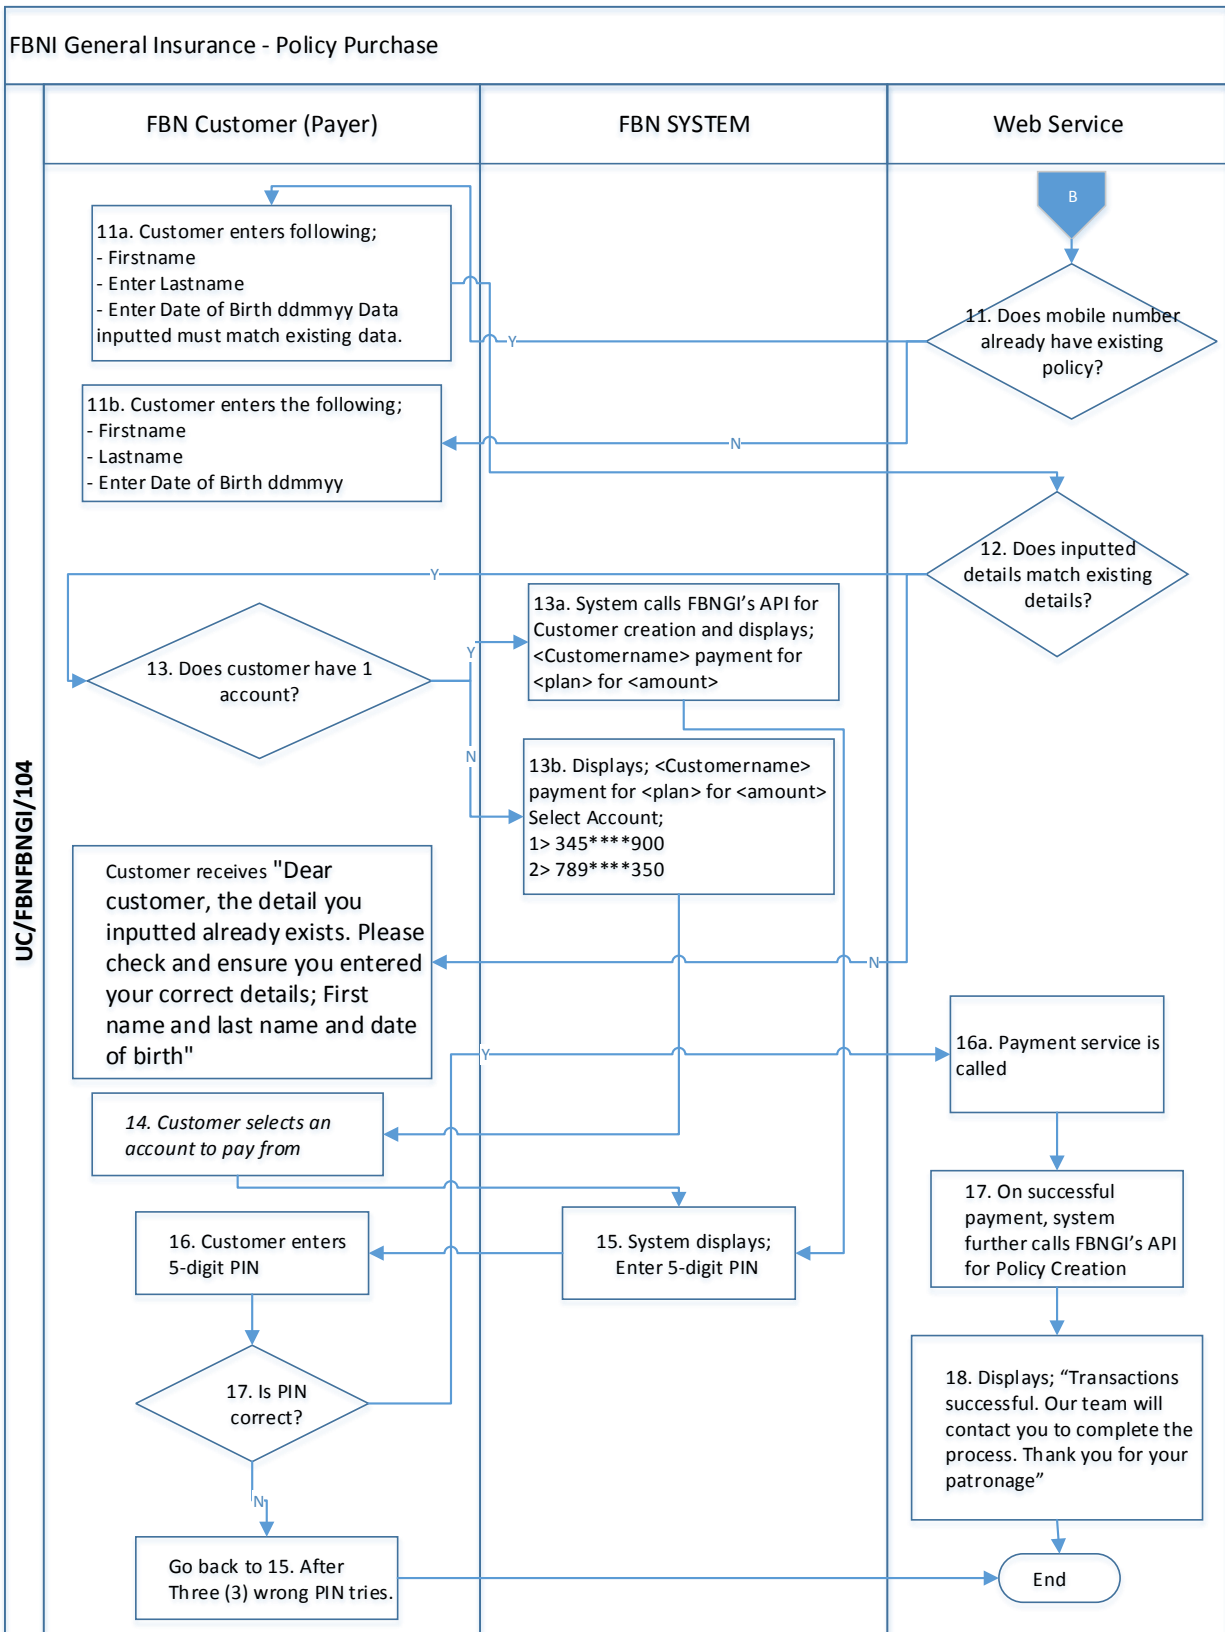 FBNI General Insurance - Policy Purchase
FBN Customer (Payer)
FBN SYSTEM
Web Service
UC/FBNFBNGI/104
B
11a. Customer enters following;
- Firstname
- Enter Lastname
- Enter Date of Birth ddmmyy Data
inputted must match existing data.
11. Does mobile number
already have existing
policy?
Y
11b. Customer enters the following;
- Firstname
- Lastname
- Enter Date of Birth ddmmyy
N
12. Does inputted
details match existing
details?
Y
13. Does customer have 1
account?
Y
N
13a. System calls FBNGI’s API for
Customer creation and displays;
<Customername> payment for
<plan> for <amount>
13b. Displays; <Customername>
payment for <plan> for <amount>
Select Account;
1> 345****900
2> 789****350
Customer receives "Dear
customer, the detail you
inputted already exists. Please
check and ensure you entered
your correct details; First
name and last name and date
of birth"
N
Y
16a. Payment service is
called
14. Customer selects an
account to pay from
17. On successful
payment, system
further calls FBNGI’s API
for Policy Creation
16. Customer enters
5-digit PIN
15. System displays;
Enter 5-digit PIN
17. Is PIN
correct?
18. Displays; “Transactions
successful. Our team will
contact you to complete the
process. Thank you for your
patronage”
N
Go back to 15. After
Three (3) wrong PIN tries.
End